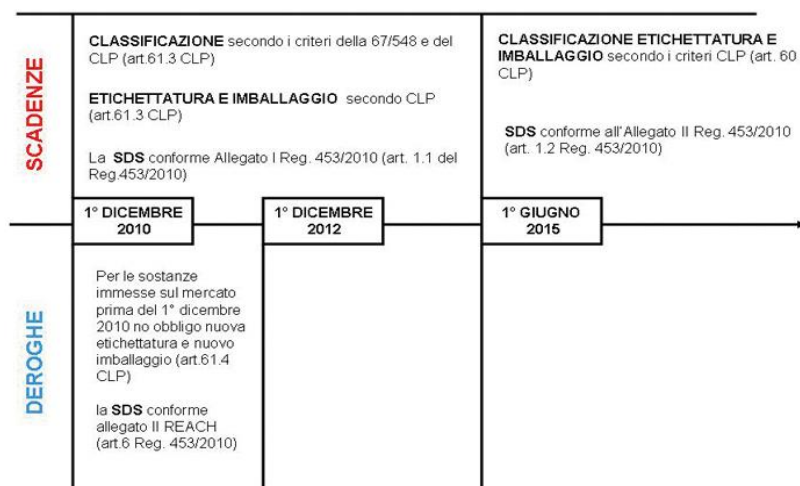 SCADENZE
CLASSIFICAZIONE secondo i criteri della 67/548 e del
CLP (art.61.3 CLP)
ETICHETTATURA E IMBALLAGGIO secondo CLP
(art.61.3 CLP)
La SDS conforme Allegato I Reg. 453/2010 (art. 1.1 del
Reg.453/2010)
CLASSIFICAZIONE ETICHETTATURA E
IMBALLAGGIO secondo i criteri CLP (art. 60
CLP)
SDS conforme all'Allegato II Reg. 453/2010
(art. 1.2 Reg. 453/2010)
1° DICEMBRE
2010
1° DICEMBRE
2012
1° GIUGNO
2015
DEROGHE
Per le sostanze
immesse sul mercato
prima del 1° dicembre
2010 no obbligo nuova
etichettatura e nuovo
imballaggio (art.61.4
CLP)
la SDS conforme
allegato II REACH
(art.6 Reg. 453/2010)